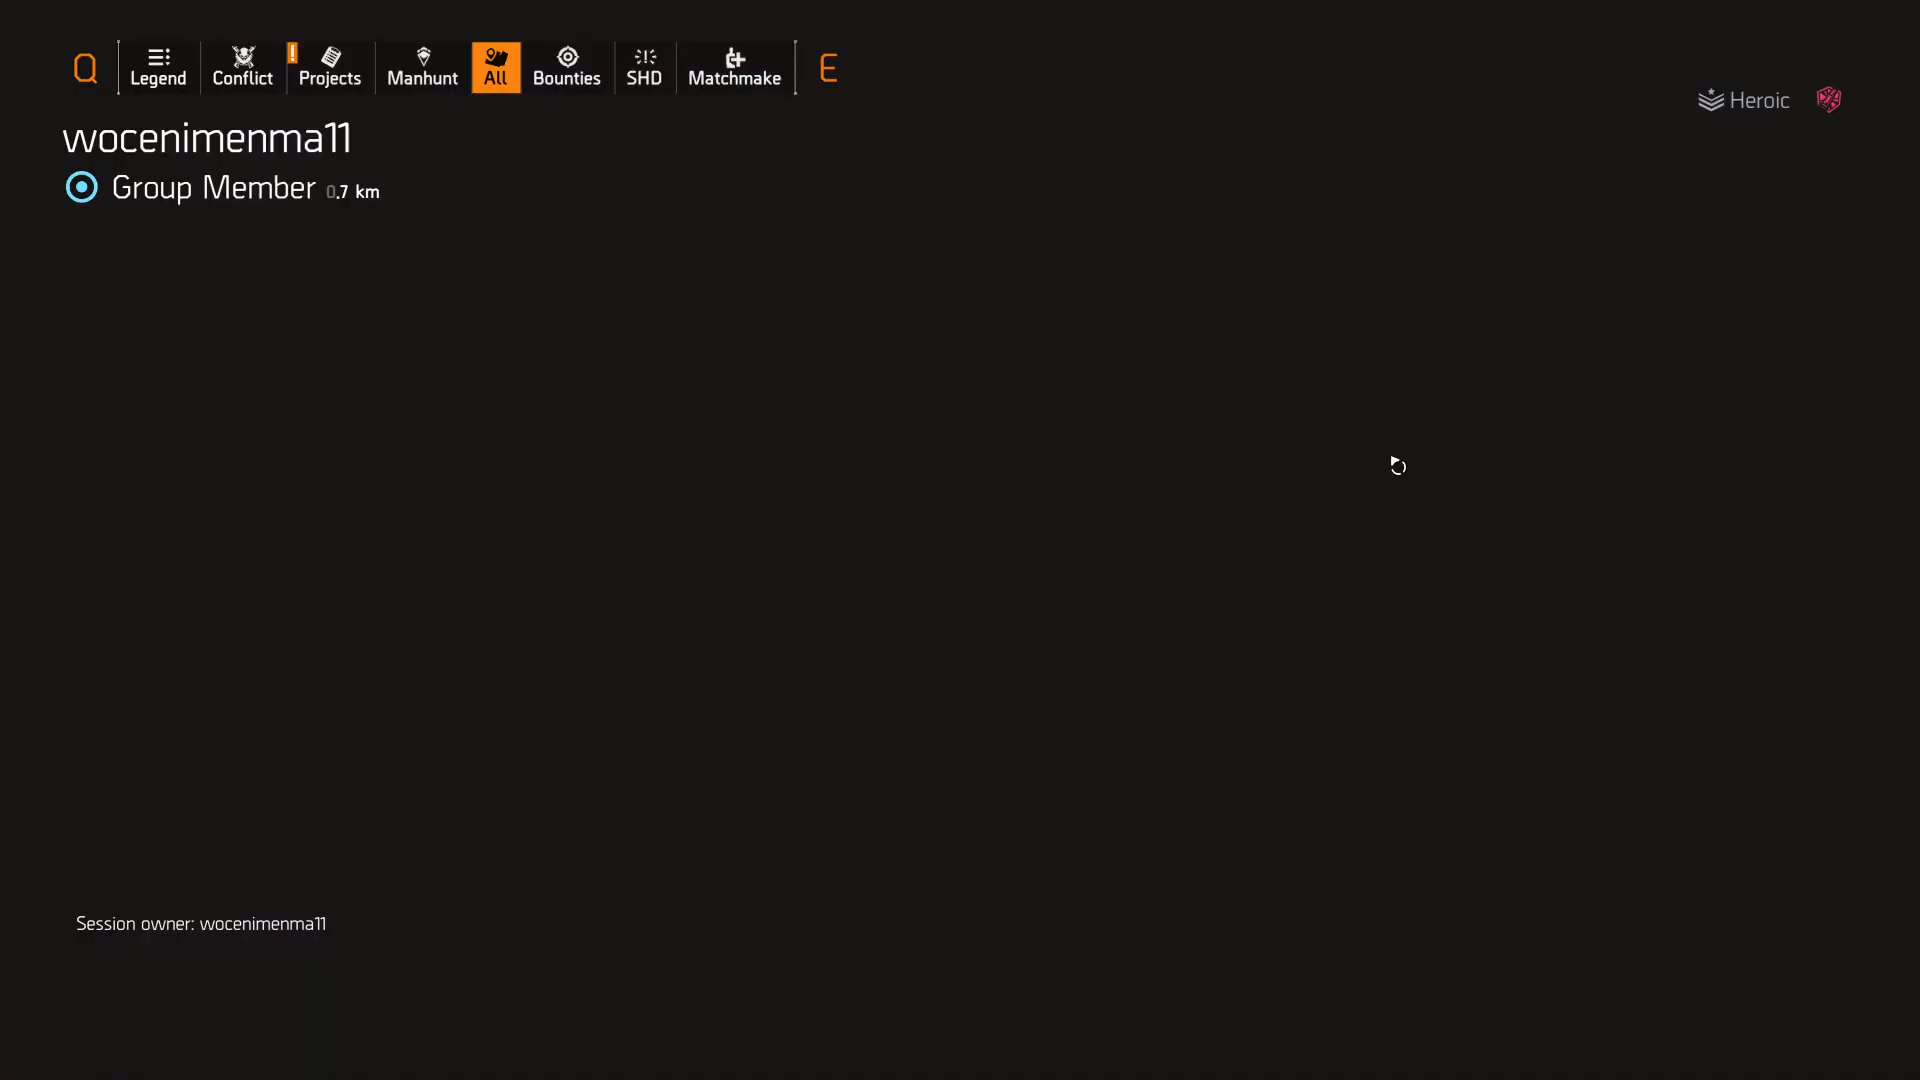 Q Legend Conflict ! Projects Manhunt All Bounties SHD Matchmake E
Heroic
wocenimenma11
Group Member 0.7 km
Session owner: wocenimenma11